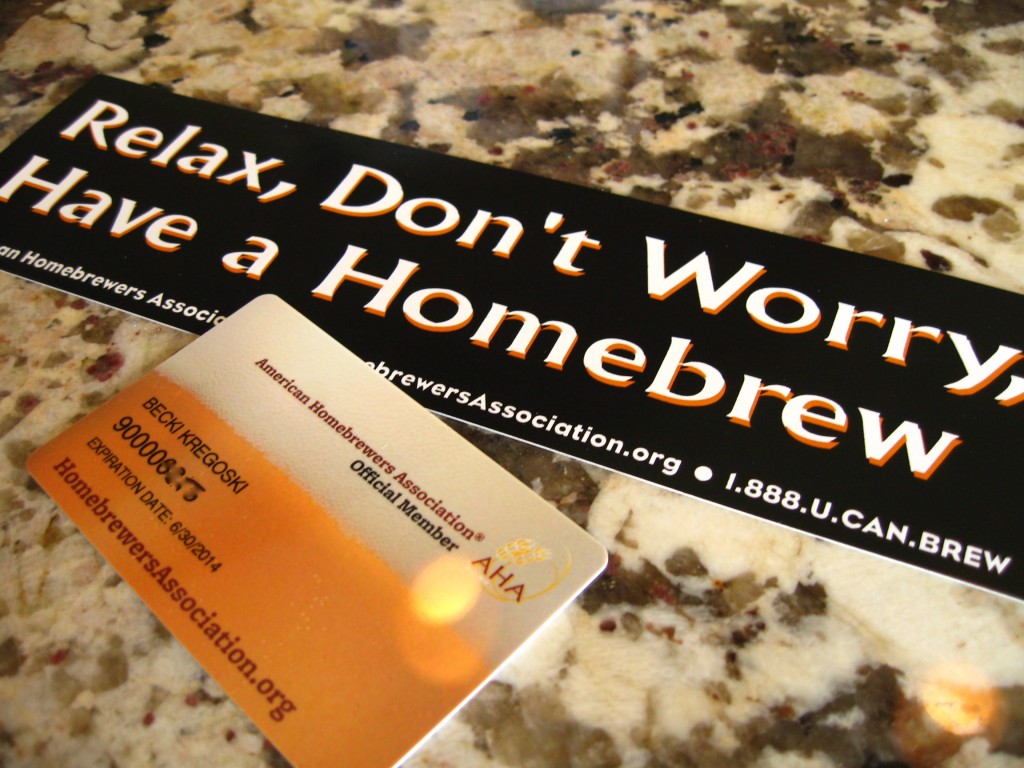 Relax, Don't Worry,
Have a Homebrew
an Homebrewers Associa
ebrewersAssociation.org • 1.888.U.CAN.BREW
American Homebrewers Association®
Official Member
AHA
BECKI KREGOSKI
EXPIRATION DATE: 6/30/2014
HomebrewersAssociation.org